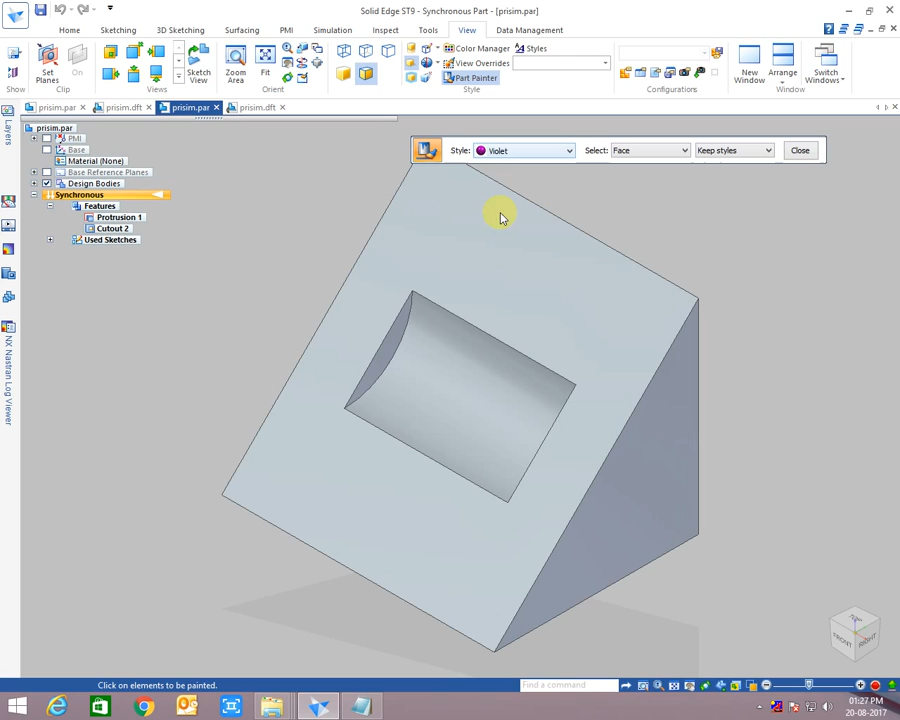 Solid Edge ST9 - Synchronous Part - [prisim.par]
Home Sketching 3D Sketching Surfacing PMI Simulation Inspect Tools View Data Management
Color Manager Styles
View Overrides
Part Painter
Set Planes On Sketch View Zoom Area Fit New Window Arrange Switch Windows
Show Clip Views Orient Style Window
prisim.par prisim.dft prisim.par prisim.dft
Layers
NX Nastran Log Viewer
prisim.par
PMI
Base
Material (None)
Base Reference Planes
Design Bodies
Synchronous
Features
Protrusion 1
Cutout 2
Used Sketches
Style: Violet Select: Face Keep styles Close
FRONT RIGHT
Click on elements to be painted. Find a command
01:27 PM
20-08-2017